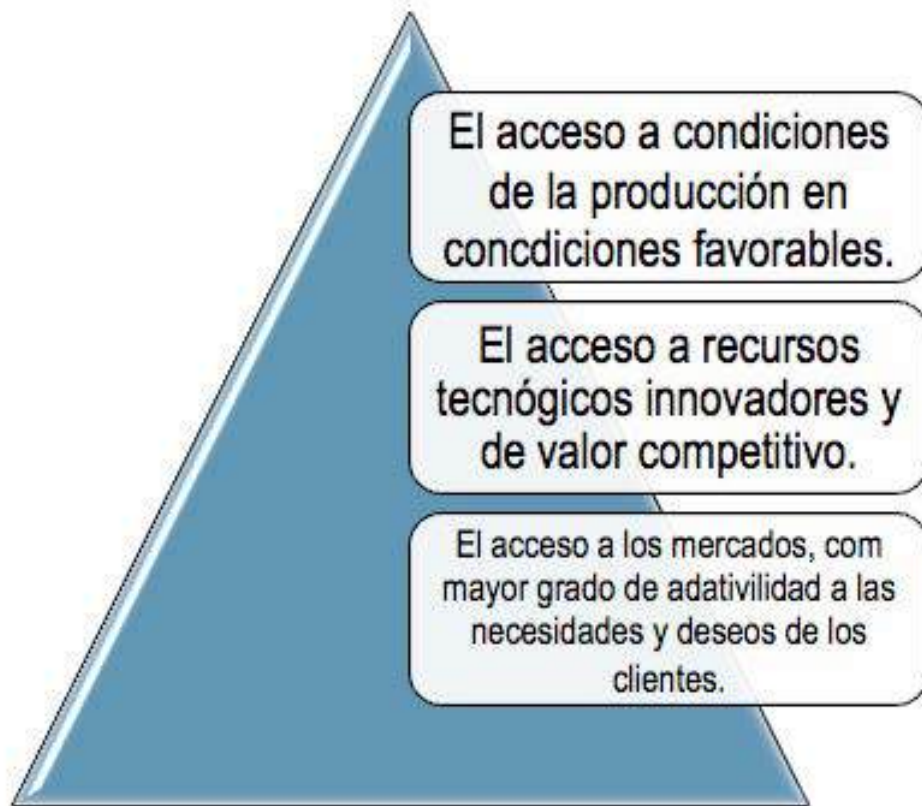 El acceso a condiciones
de la producción en
concdiciones favorables.
El acceso a recursos
tecnógicos innovadores y
de valor competitivo.
El acceso a los mercados, com
mayor grado de adativilidad a las
necesidades y deseos de los
clientes.